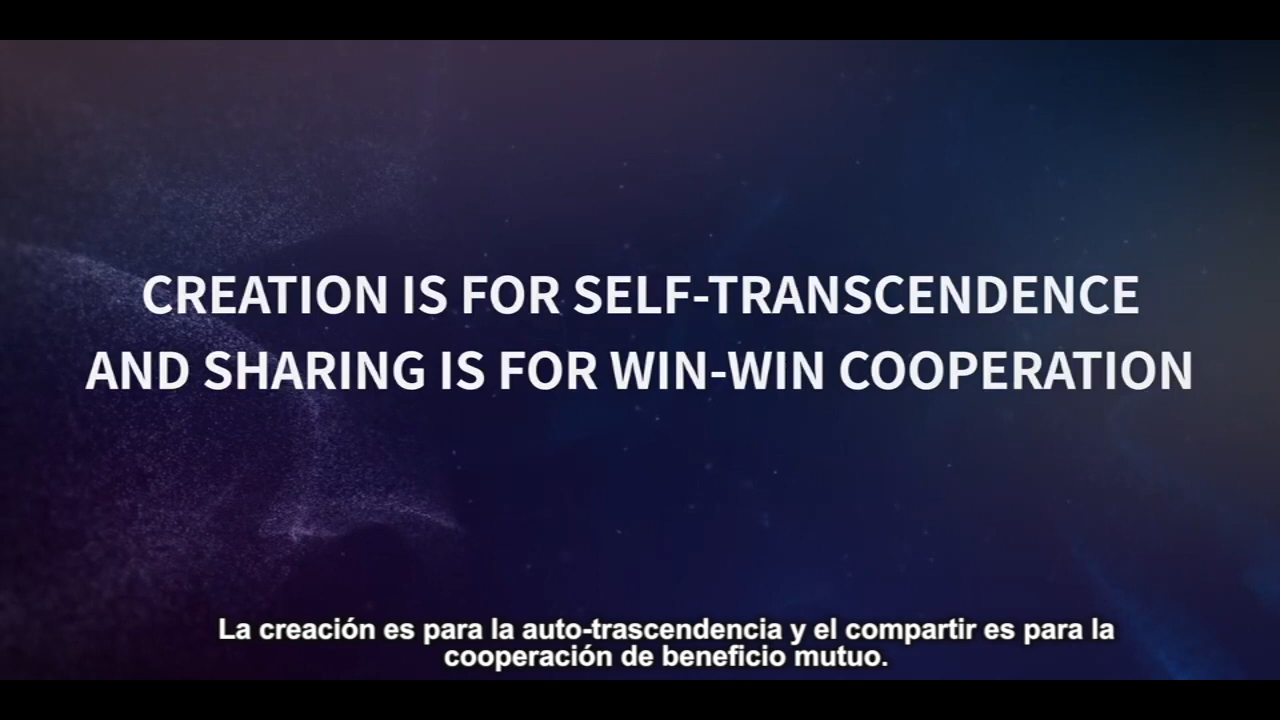 CREATION IS FOR SELF-TRANSCENDENCE
AND SHARING IS FOR WIN-WIN COOPERATION
La creación es para la auto-trascendencia y el compartir es para la
cooperación de beneficio mutuo.